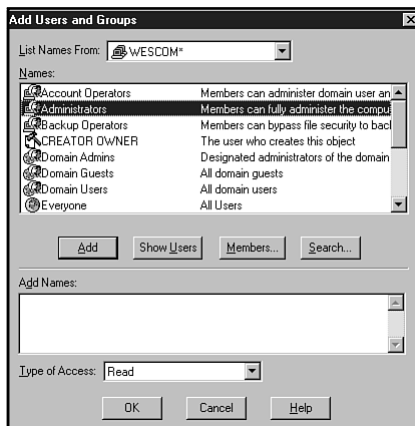 Add Users and Groups
List Names From: WESCOM*
Names:
Account Operators Members can administer domain user an
Administrators Members can fully administer the compu
Backup Operators Members can bypass file security to bacl
CREATOR OWNER The user who creates this object
Domain Admins Designated administrators of the domain
Domain Guests All domain guests
Domain Users All domain users
Everyone All Users
Add Show Users Members... Search...
Add Names:
Type of Access: Read
OK Cancel Help